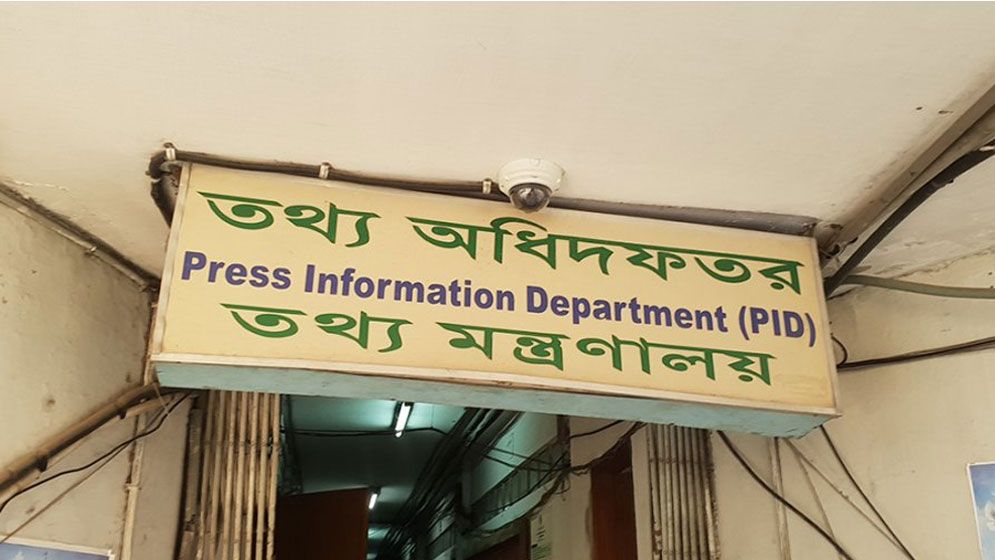 তথ্য অধিদফতর
Press Information Department (PID)
তথ্য মন্ত্রণালয়